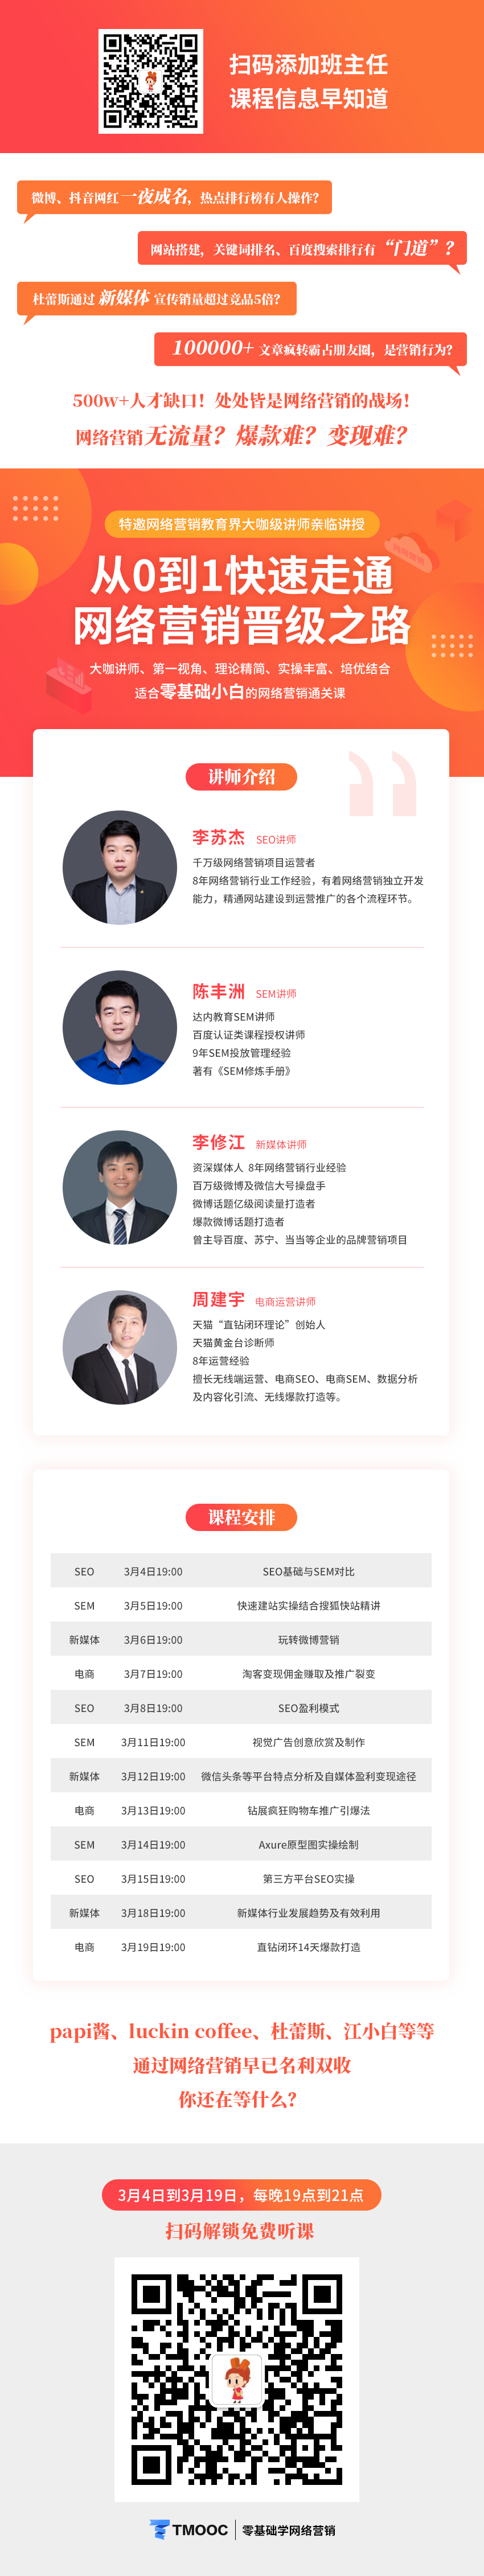 扫码添加班主任
课程信息早知道
微博、抖音网红一夜成名，热点排行榜有人操作？
网站搭建，关键词排名、百度搜索排行有“门道”？
杜蕾斯通过 新媒体 宣传销量超过竞品5倍？
100000+ 文章疯转霸占朋友圈，是营销行为？
500w+人才缺口！处处皆是网络营销的战场！
网络营销无流量？爆款难？变现难？
特邀网络营销教育界大咖级讲师亲临讲授
网络营销
从0到1快速走通
网络营销晋级之路
大咖讲师、第一视角、理论精简、实操丰富、培优结合
适合零基础小白的网络营销通关课
讲师介绍
李苏杰 SEO讲师
千万级网络营销项目运营者
8年网络营销行业工作经验，有着网络营销独立开发
能力，精通网站建设到运营推广的各个流程环节。
陈丰洲 SEM讲师
达内教育SEM讲师
百度认证类课程授权讲师
9年SEM投放管理经验
著有《SEM修炼手册》
李修江 新媒体讲师
资深媒体人 8年网络营销行业经验
百万级微博及微信大号操盘手
微博话题亿级阅读量打造者
爆款微博话题打造者
曾主导百度、苏宁、当当等企业的品牌营销项目
周建宇 电商运营讲师
天猫“直钻闭环理论”创始人
天猫黄金台诊断师
8年运营经验
擅长无线端运营、电商SEO、电商SEM、数据分析
及内容化引流、无线爆款打造等。
课程安排
SEO 3月4日19:00 SEO基础与SEM对比
SEM 3月5日19:00 快速建站实操结合搜狐快站精讲
新媒体 3月6日19:00 玩转微博营销
电商 3月7日19:00 淘客变现佣金赚取及推广裂变
SEO 3月8日19:00 SEO盈利模式
SEM 3月11日19:00 视觉广告创意欣赏及制作
新媒体 3月12日19:00 微信头条等平台特点分析及自媒体盈利变现途径
电商 3月13日19:00 钻展疯狂购物车推广引爆法
SEM 3月14日19:00 Axure原型图实操绘制
SEO 3月15日19:00 第三方平台SEO实操
新媒体 3月18日19:00 新媒体行业发展趋势及有效利用
电商 3月19日19:00 直钻闭环14天爆款打造
papi酱、luckin coffee、杜蕾斯、江小白等等
通过网络营销早已名利双收
你还在等什么？
3月4日到3月19日，每晚19点到21点
扫码解锁免费听课
TMOOC 零基础学网络营销